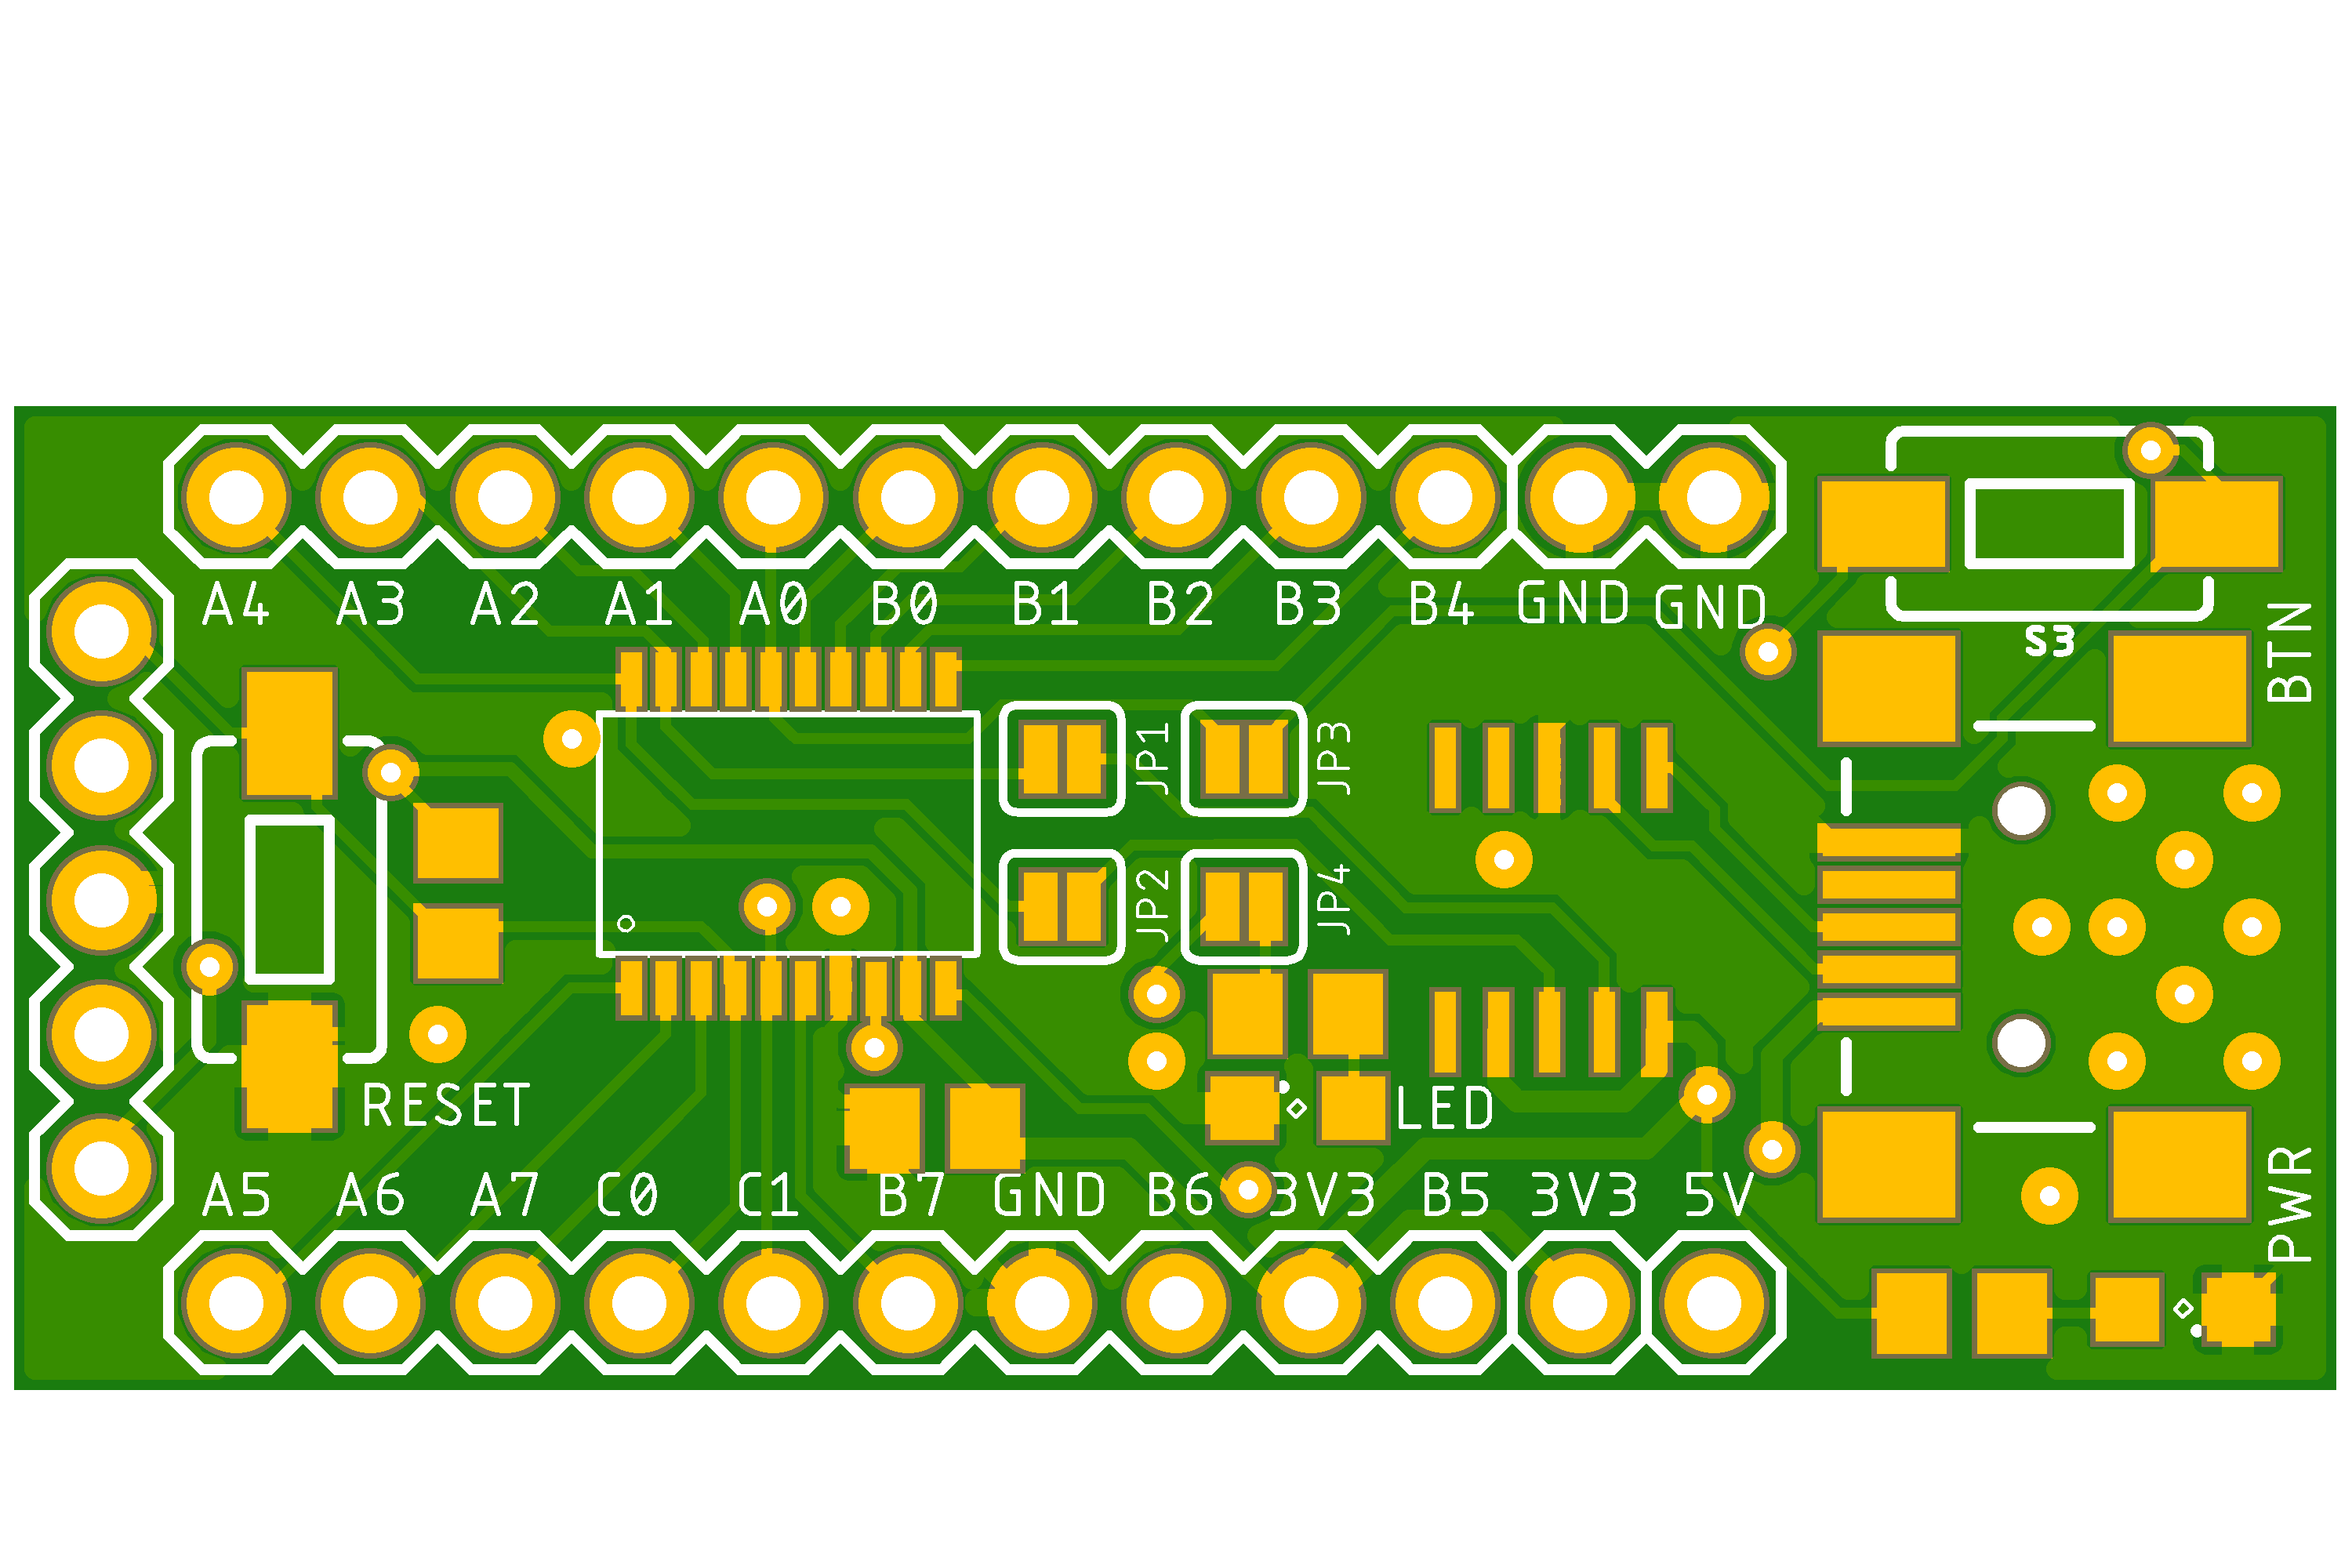 A4 A3 A2 A1 A0 B0 B1 B2 B3 B4 GND GND
S3
BTN
JP1 JP3
JP2 JP4
RESET
LED
A5 A6 A7 C0 C1 B7 GND B6 3V3 B5 3V3 5V
PWR